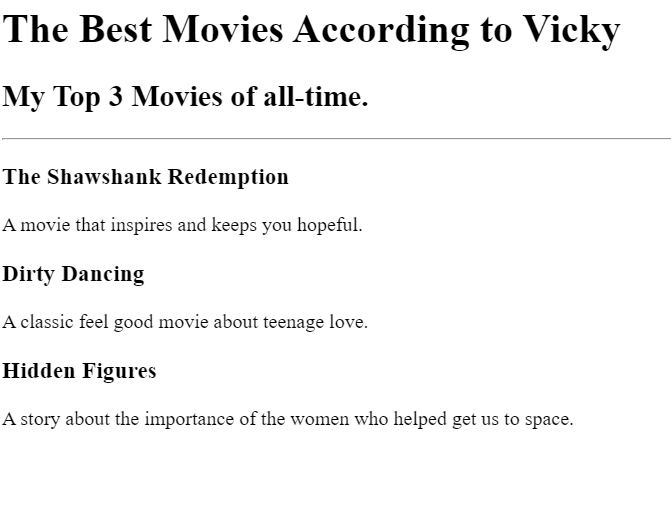 The Best Movies According to Vicky
My Top 3 Movies of all-time.
The Shawshank Redemption
A movie that inspires and keeps you hopeful.
Dirty Dancing
A classic feel good movie about teenage love.
Hidden Figures
A story about the importance of the women who helped get us to space.